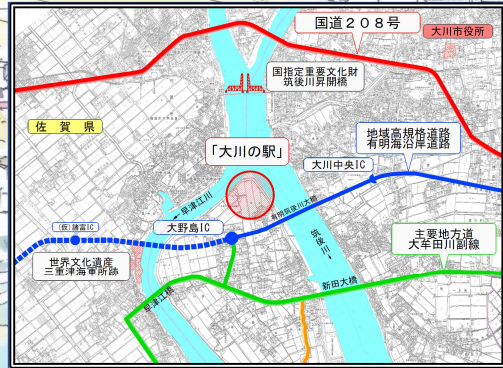 国道208号
大川市役所
国指定重要文化財
筑後川昇開橋
佐賀県
「大川の駅」
地域高規格道路
有明海沿岸道路
大川中央IC
早津江川
有明筑後川大橋
大野島IC
(仮)諸富IC
筑後川
主要地方道
大牟田川副線
世界文化遺産
三重津海軍所跡
早津江橋
新田大橋